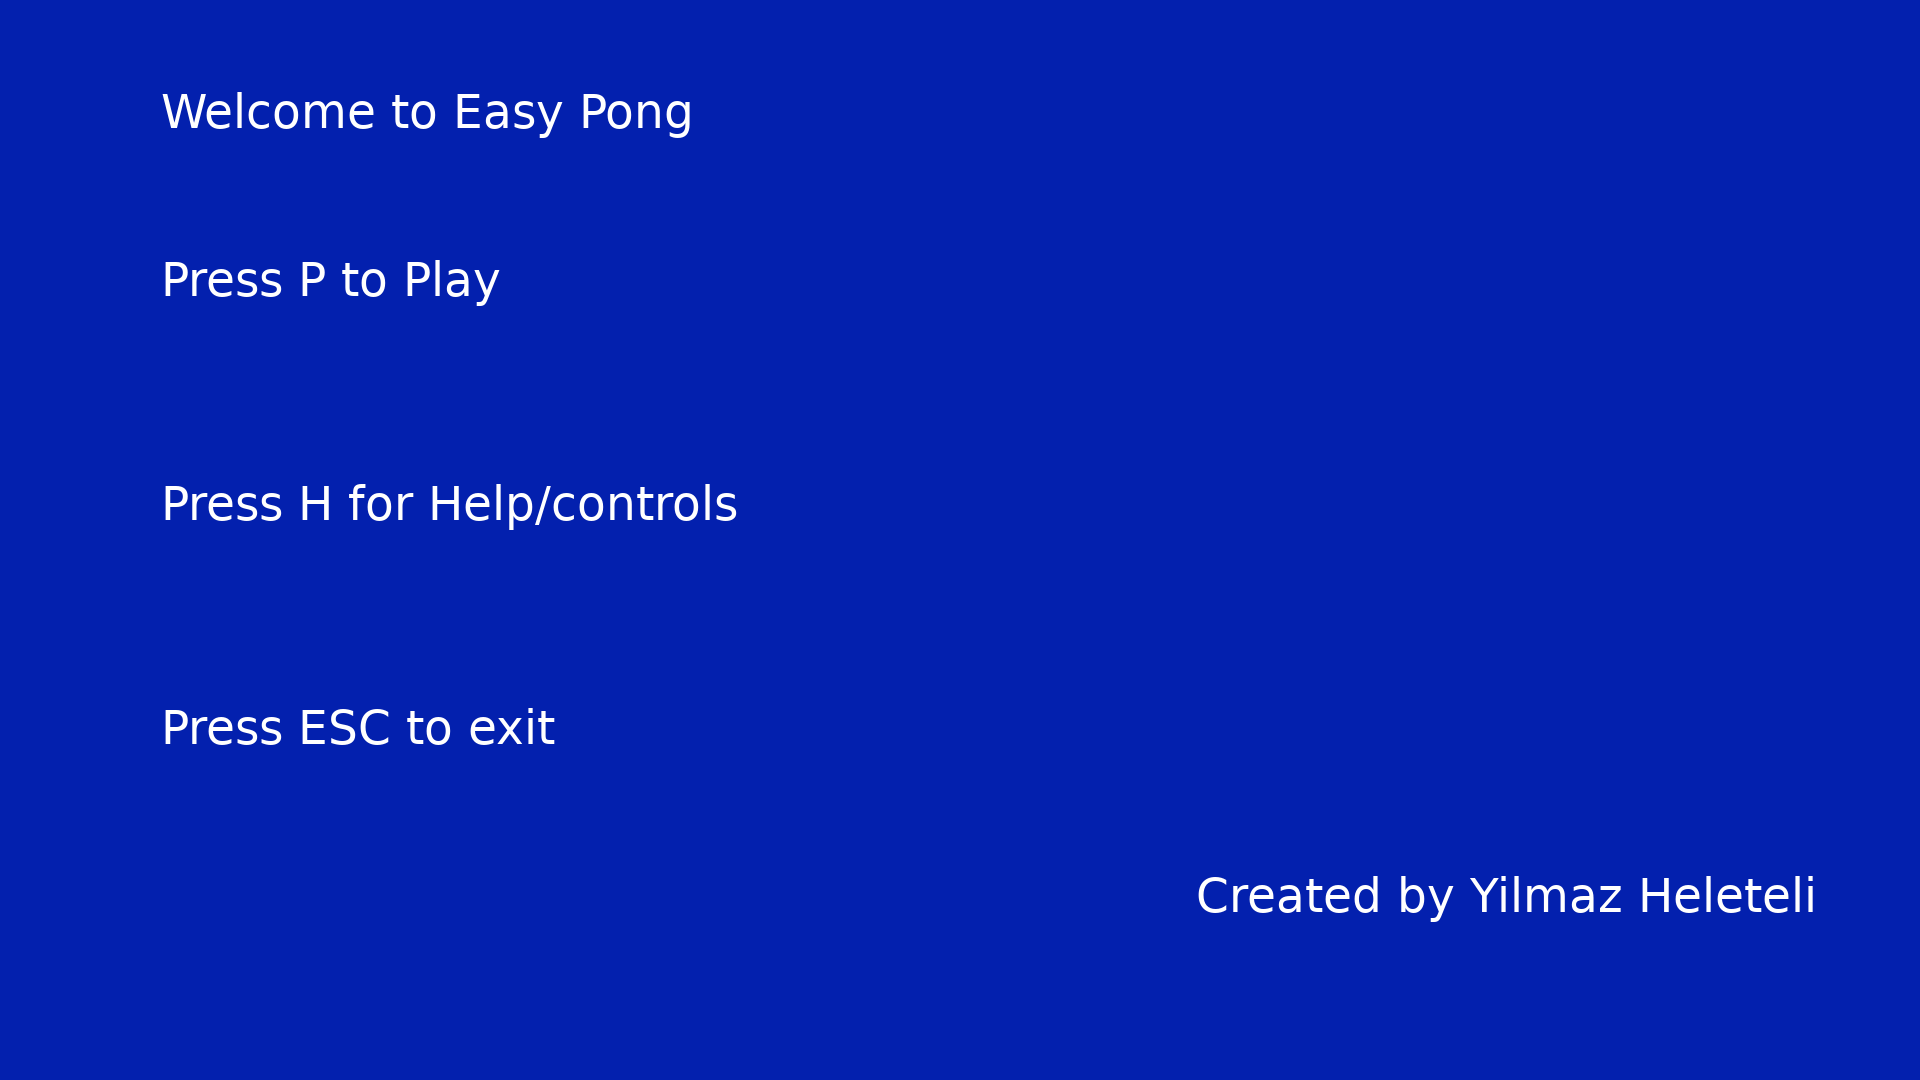 Welcome to Easy Pong
Press P to Play
Press H for Help/controls
Press ESC to exit
Created by Yilmaz Heleteli